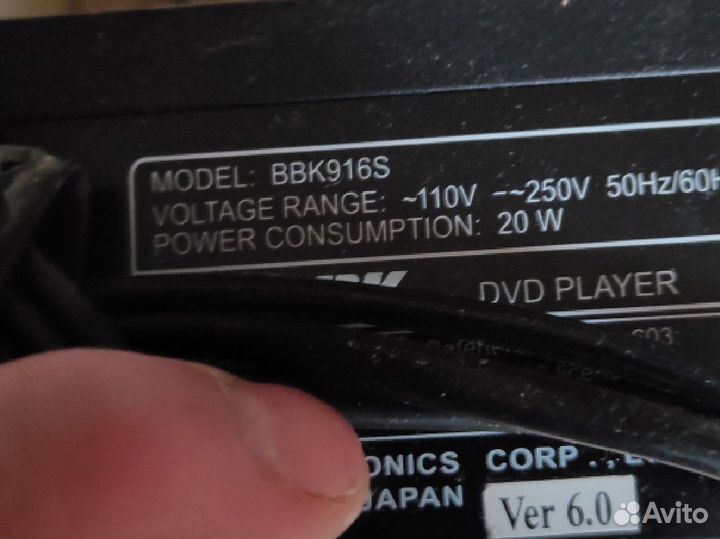 MODEL: BBK916S
VOLTAGE RANGE: ~110V -~250V 50Hz/60H
POWER CONSUMPTION: 20 W
DVD PLAYER
ONICS CORP.,
JAPAN
Ver 6.0
Avito